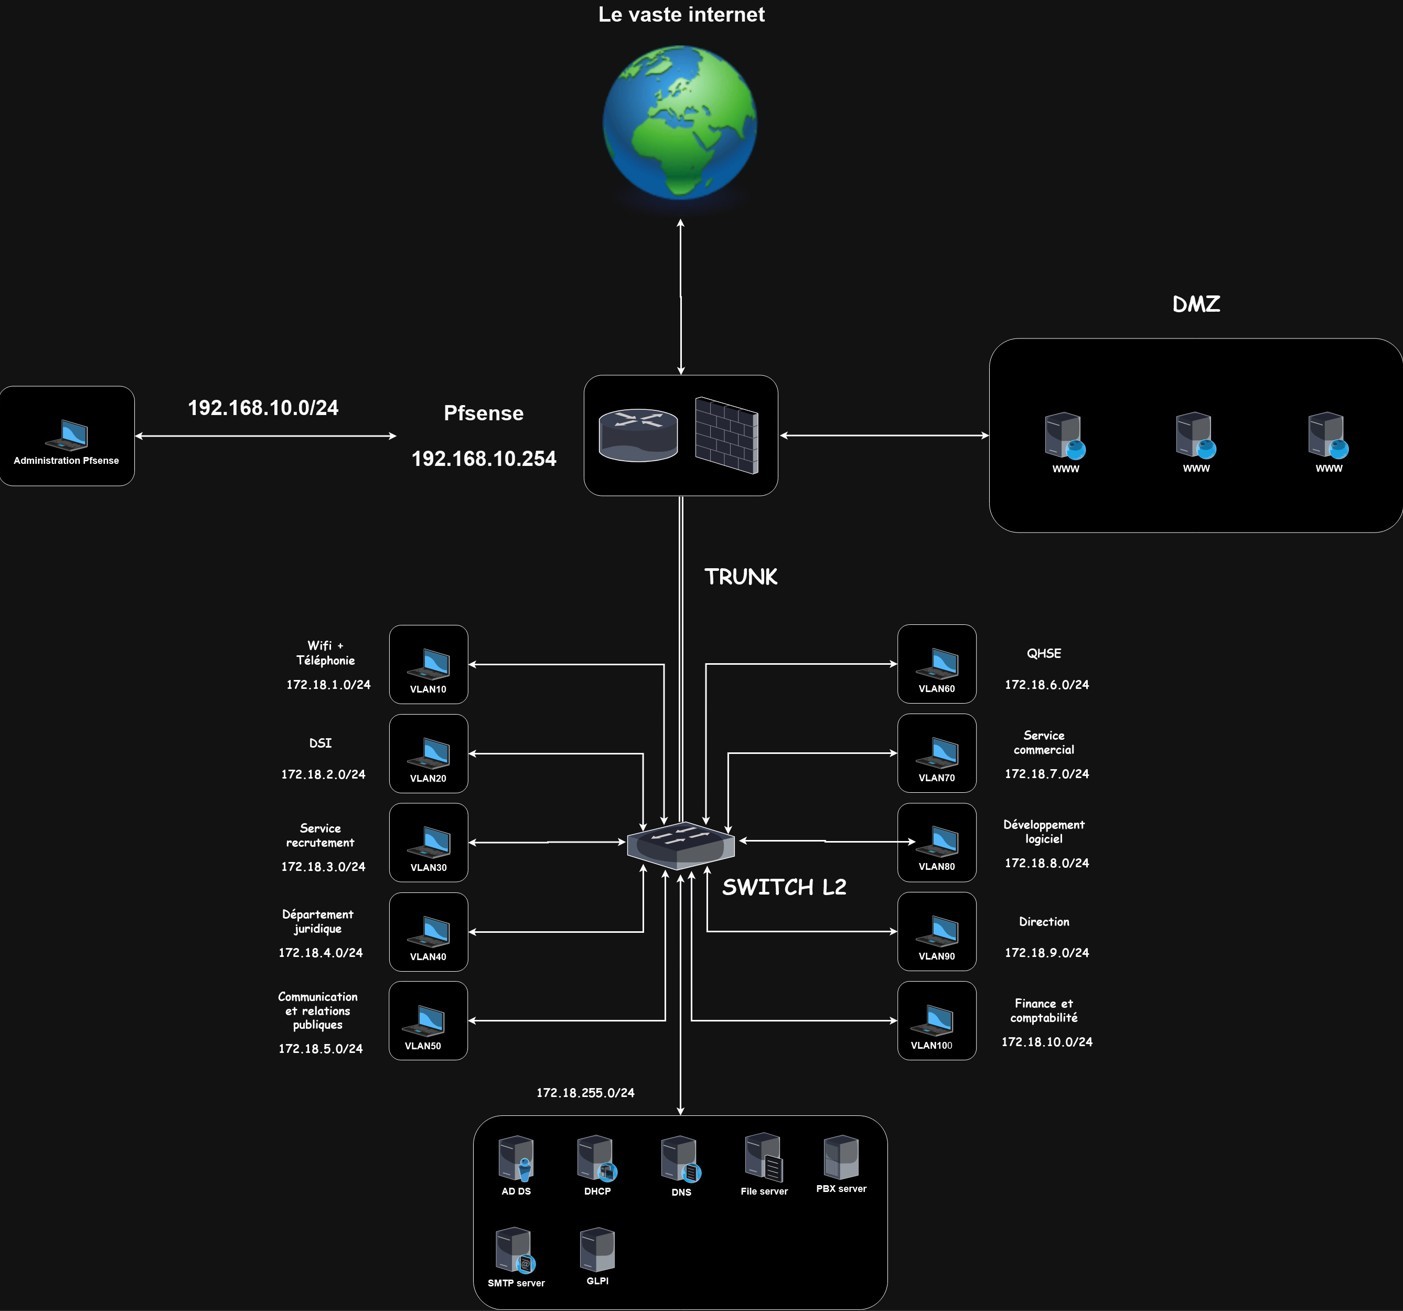 Le vaste internet
DMZ
192.168.10.0/24
Pfsense
192.168.10.254
Administration Pfsense
WWW
WWW
WWW
TRUNK
Wifi +
Téléphonie
172.18.1.0/24
VLAN10
DSI
172.18.2.0/24
VLAN20
Service
recrutement
172.18.3.0/24
VLAN30
Département
juridique
172.18.4.0/24
VLAN40
Communication
et relations
publiques
172.18.5.0/24
VLAN50
VLAN60
QHSE
172.18.6.0/24
VLAN70
Service
commercial
172.18.7.0/24
VLAN80
Développement
logiciel
172.18.8.0/24
SWITCH L2
VLAN90
Direction
172.18.9.0/24
VLAN100
Finance et
comptabilité
172.18.10.0/24
172.18.255.0/24
AD DS
DHCP
DNS
File server
PBX server
SMTP server
GLPI